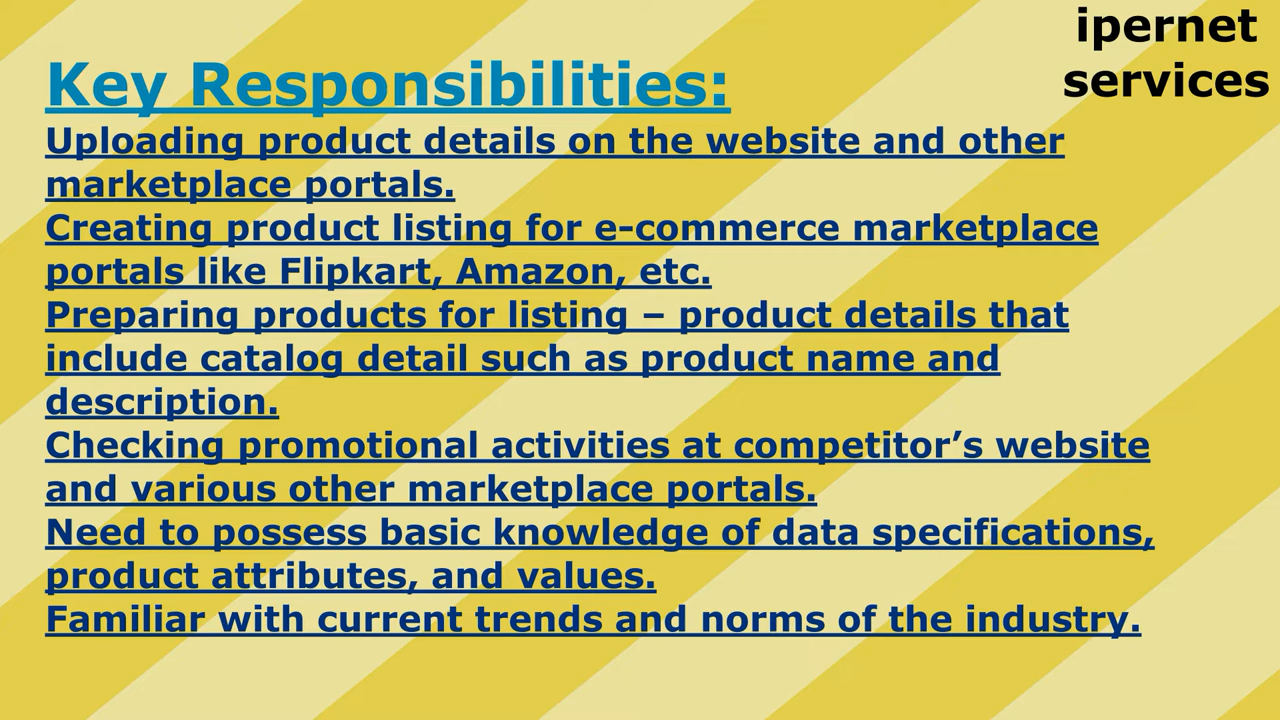 ipernet
services
Key Responsibilities:
Uploading product details on the website and other
marketplace portals.
Creating product listing for e-commerce marketplace
portals like Flipkart, Amazon, etc.
Preparing products for listing – product details that
include catalog detail such as product name and
description.
Checking promotional activities at competitor’s website
and various other marketplace portals.
Need to possess basic knowledge of data specifications,
product attributes, and values.
Familiar with current trends and norms of the industry.